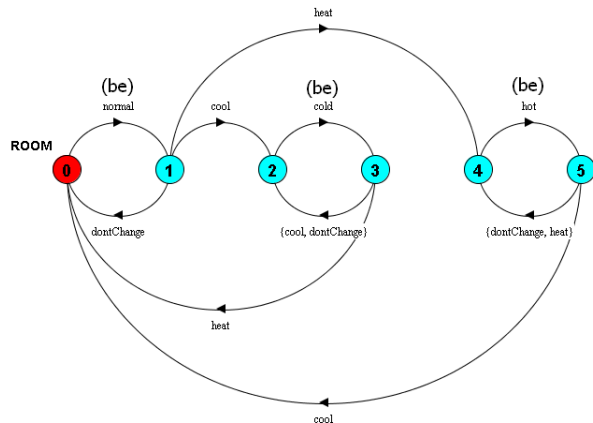 heat
(be) (be) (be)
normal cool cold hot
ROOM
0 1 2 3 4 5
dontChange {cool, dontChange} {dontChange, heat}
heat
cool